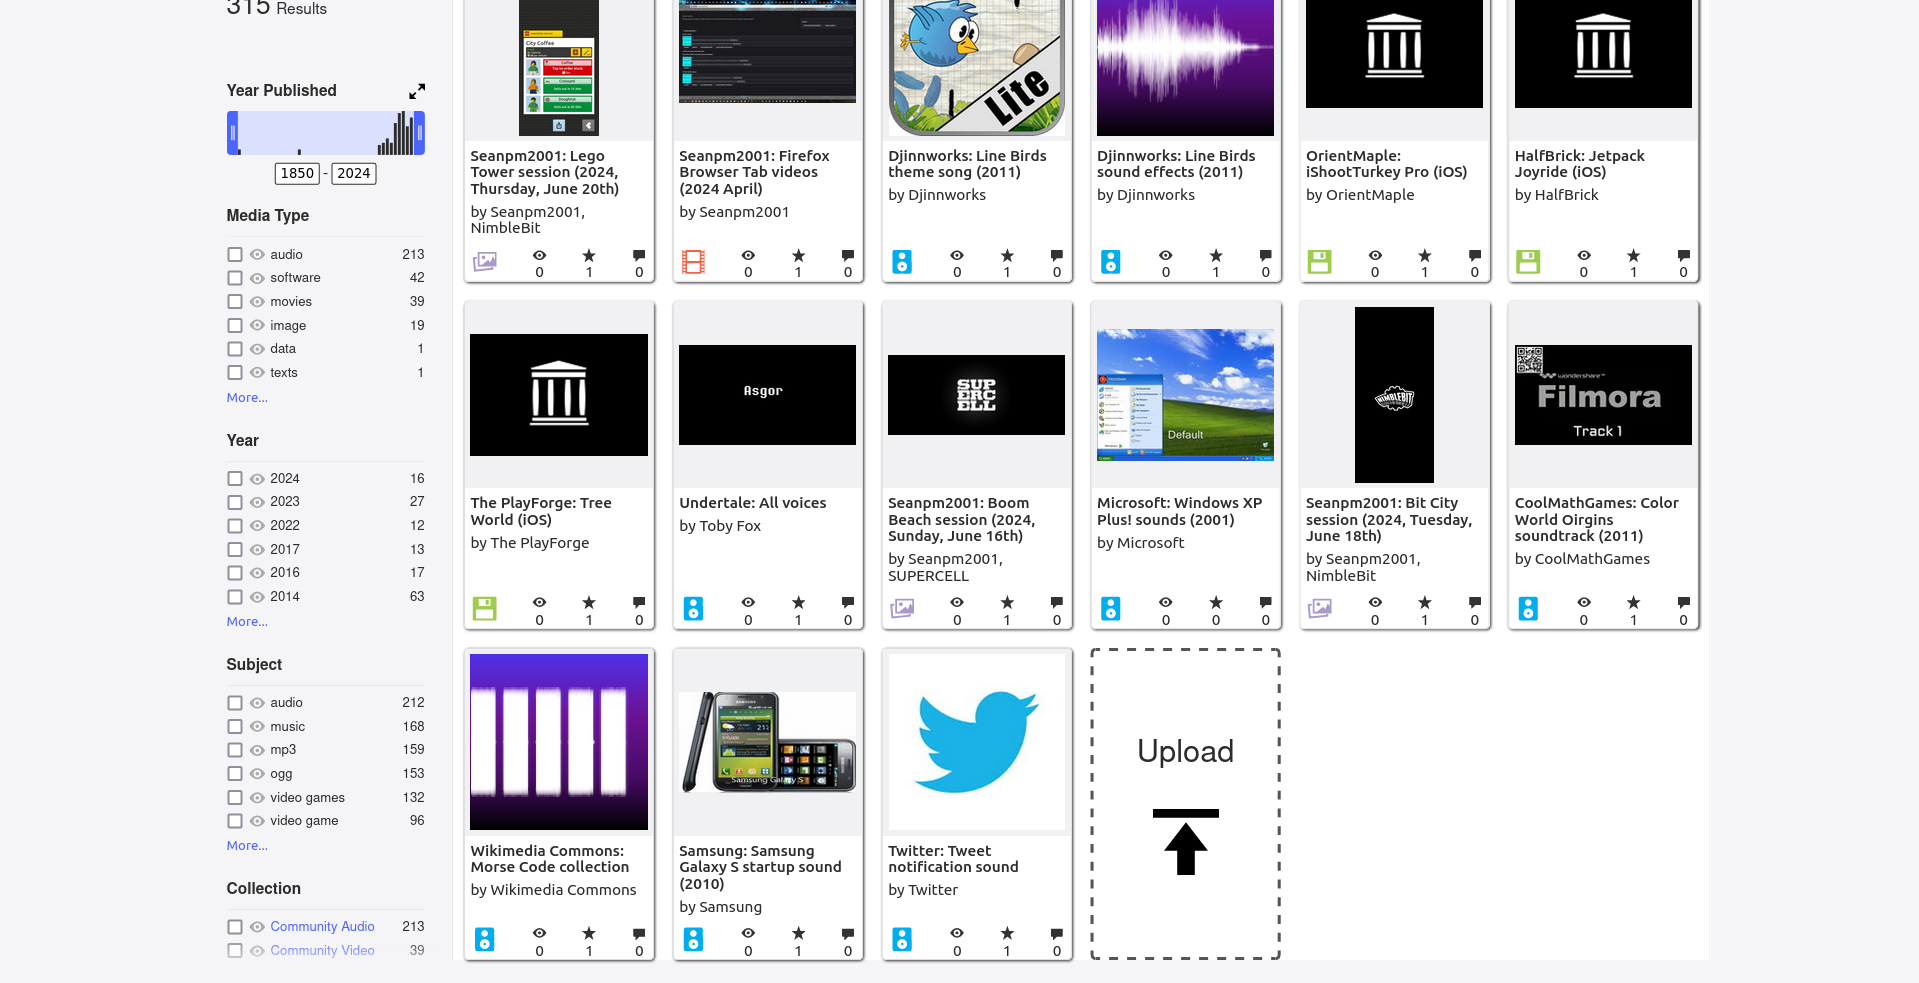 315 Results
Year Published
1850 - 2024
Media Type
audio 213
software 42
movies 39
image 19
data 1
texts 1
More...
Year
2024 16
2023 27
2022 12
2017 13
2016 17
2014 63
More...
Subject
audio 212
music 168
mp3 159
ogg 153
video games 132
video game 96
More...
Collection
Community Audio 213
Community Video 39
City Coffee
Seanpm2001: Lego
Tower session (2024,
Thursday, June 20th)
by Seanpm2001,
NimbleBit
0 1 0
Seanpm2001: Firefox
Browser Tab videos
(2024 April)
by Seanpm2001
0 1 0
Lite
Djinnworks: Line Birds
theme song (2011)
by Djinnworks
0 1 0
Djinnworks: Line Birds
sound effects (2011)
by Djinnworks
0 1 0
OrientMaple:
iShootTurkey Pro (iOS)
by OrientMaple
0 1 0
HalfBrick: Jetpack
Joyride (iOS)
by HalfBrick
0 1 0
The PlayForge: Tree
World (iOS)
by The PlayForge
0 1 0
Asgor
Undertale: All voices
by Toby Fox
0 1 0
SUP
ERC
ELL
Seanpm2001: Boom
Beach session (2024,
Sunday, June 16th)
by Seanpm2001,
SUPERCELL
0 1 0
Default
Microsoft: Windows XP
Plus! sounds (2001)
by Microsoft
0 0 0
NIMBLEBIT
Seanpm2001: Bit City
session (2024, Tuesday,
June 18th)
by Seanpm2001,
NimbleBit
0 1 0
wondershare™
Filmora
Track 1
CoolMathGames: Color
World Oirgins
soundtrack (2011)
by CoolMathGames
0 1 0
Wikimedia Commons:
Morse Code collection
by Wikimedia Commons
0 1 0
SAMSUNG
Samsung Galaxy S
Samsung: Samsung
Galaxy S startup sound
(2010)
by Samsung
0 1 0
Twitter: Tweet
notification sound
by Twitter
0 1 0
Upload